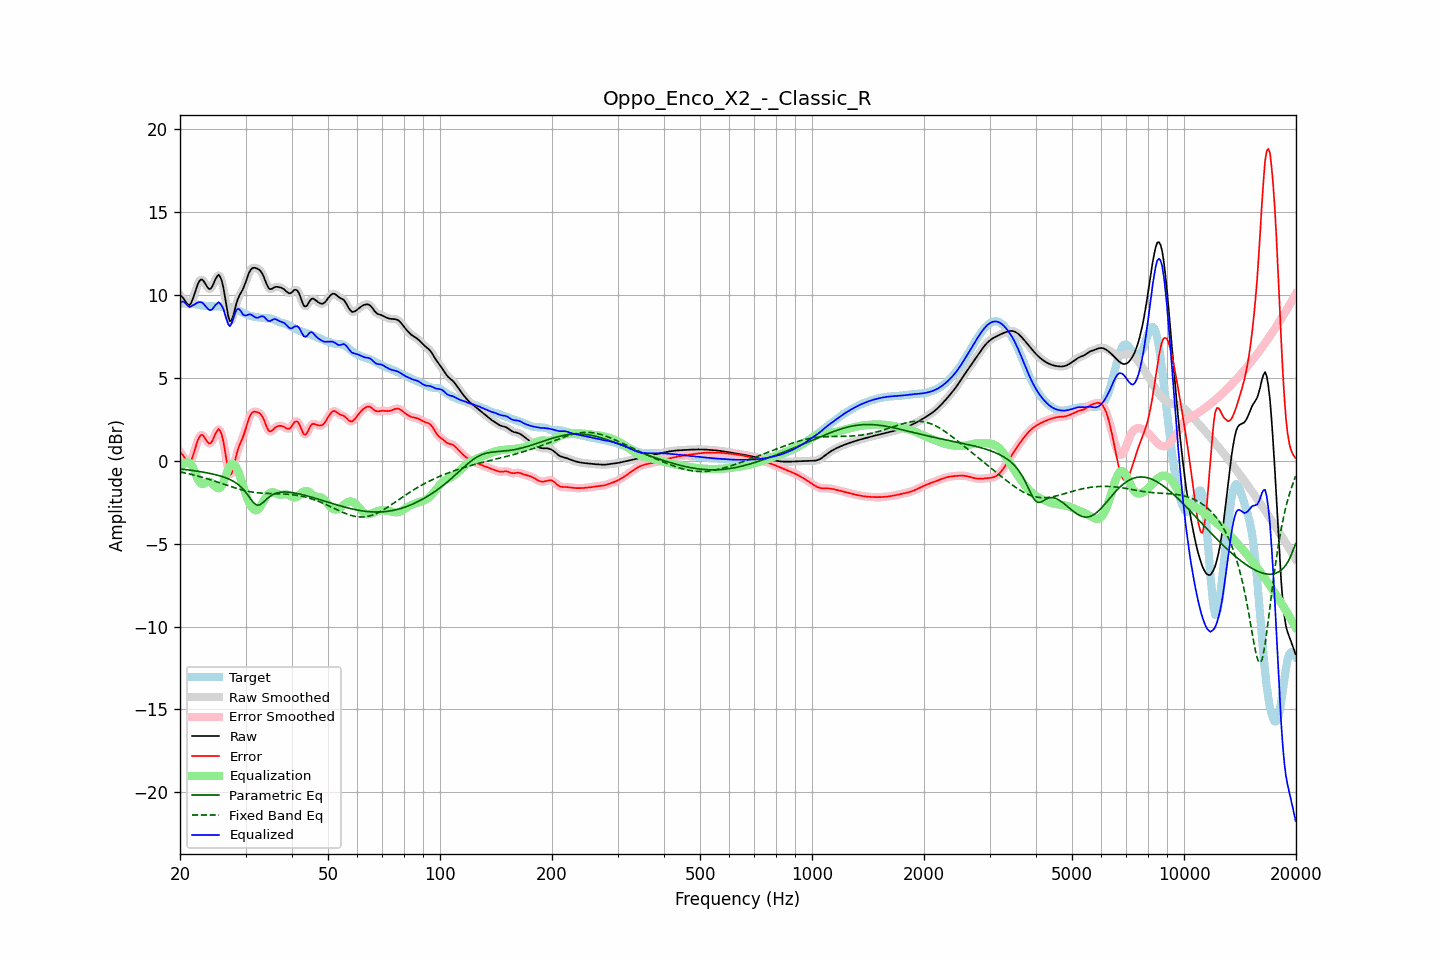 Oppo_Enco_X2_-_Classic_R
Amplitude (dBr)
20
15
10
5
0
−5
−10
−15
−20
Target
Raw Smoothed
Error Smoothed
Raw
Error
Equalization
Parametric Eq
Fixed Band Eq
Equalized
20 50 100 200 500 1000 2000 5000 10000 20000
Frequency (Hz)